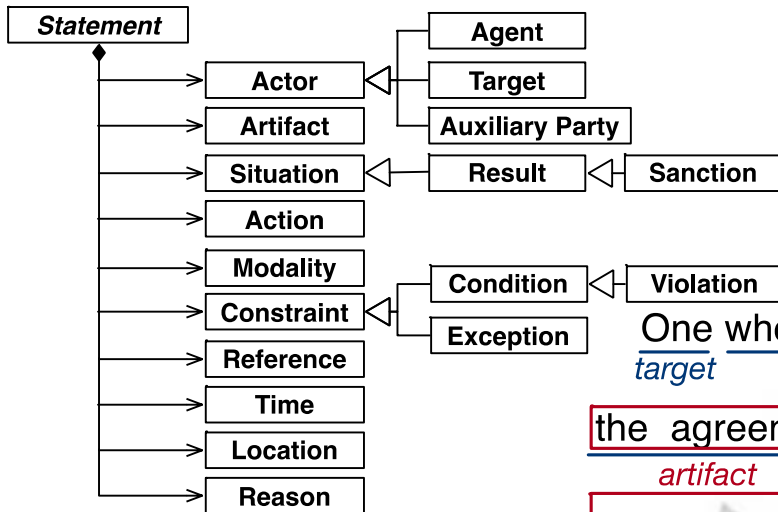 Statement
Agent
Actor
Target
Artifact
Auxiliary Party
Situation
Result
Sanction
Action
Modality
Condition
Violation
Constraint
Exception
One
target
Reference
Time
the
Location
artifact
Reason